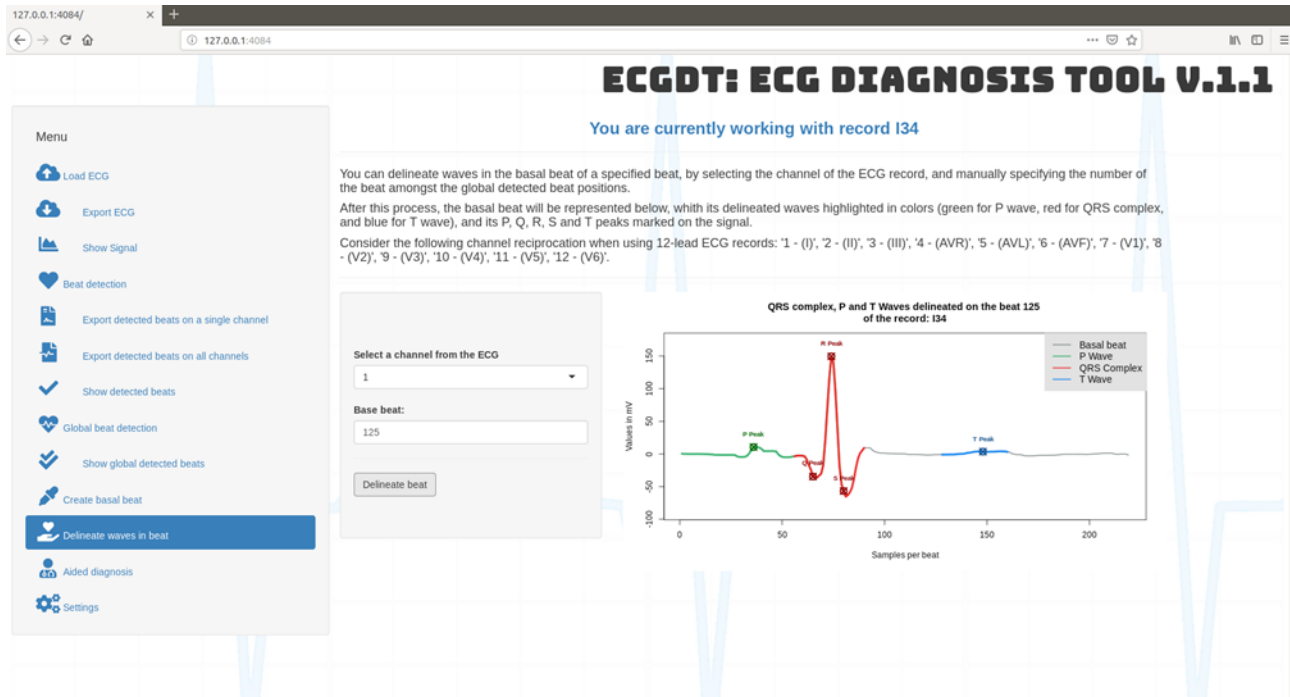 127.0.0.1:4084/
127.0.0.1:4084
ECGDT: ECG DIAGNOSIS TOOL V.1.1
Menu
Load ECG
Export ECG
Show Signal
Beat detection
Export detected beats on a single channel
Export detected beats on all channels
Show detected beats
Global beat detection
Show global detected beats
Create basal beat
Delineate waves in beat
Aided diagnosis
Settings
You are currently working with record I34
You can delineate waves in the basal beat of a specified beat, by selecting the channel of the ECG record, and manually specifying the number of
the beat amongst the global detected beat positions.
After this process, the basal beat will be represented below, whith its delineated waves highlighted in colors (green for P wave, red for QRS complex,
and blue for T wave), and its P, Q, R, S and T peaks marked on the signal.
Consider the following channel reciprocation when using 12-lead ECG records: '1 - (I)', '2 - (II)', '3 - (III)', '4 - (AVR)', '5 - (AVL)', '6 - (AVF)', '7 - (V1)', '8
- (V2)', '9 - (V3)', '10 - (V4)', '11 - (V5)', '12 - (V6)'.
Select a channel from the ECG
1
Base beat:
125
Delineate beat
QRS complex, P and T Waves delineated on the beat 125
of the record: I34
Basal beat
P Wave
QRS Complex
T Wave
R Peak
P Peak
Q Peak
S Peak
T Peak
Values in mV
150
100
50
0
-50
-100
0 50 100 150 200
Samples per beat